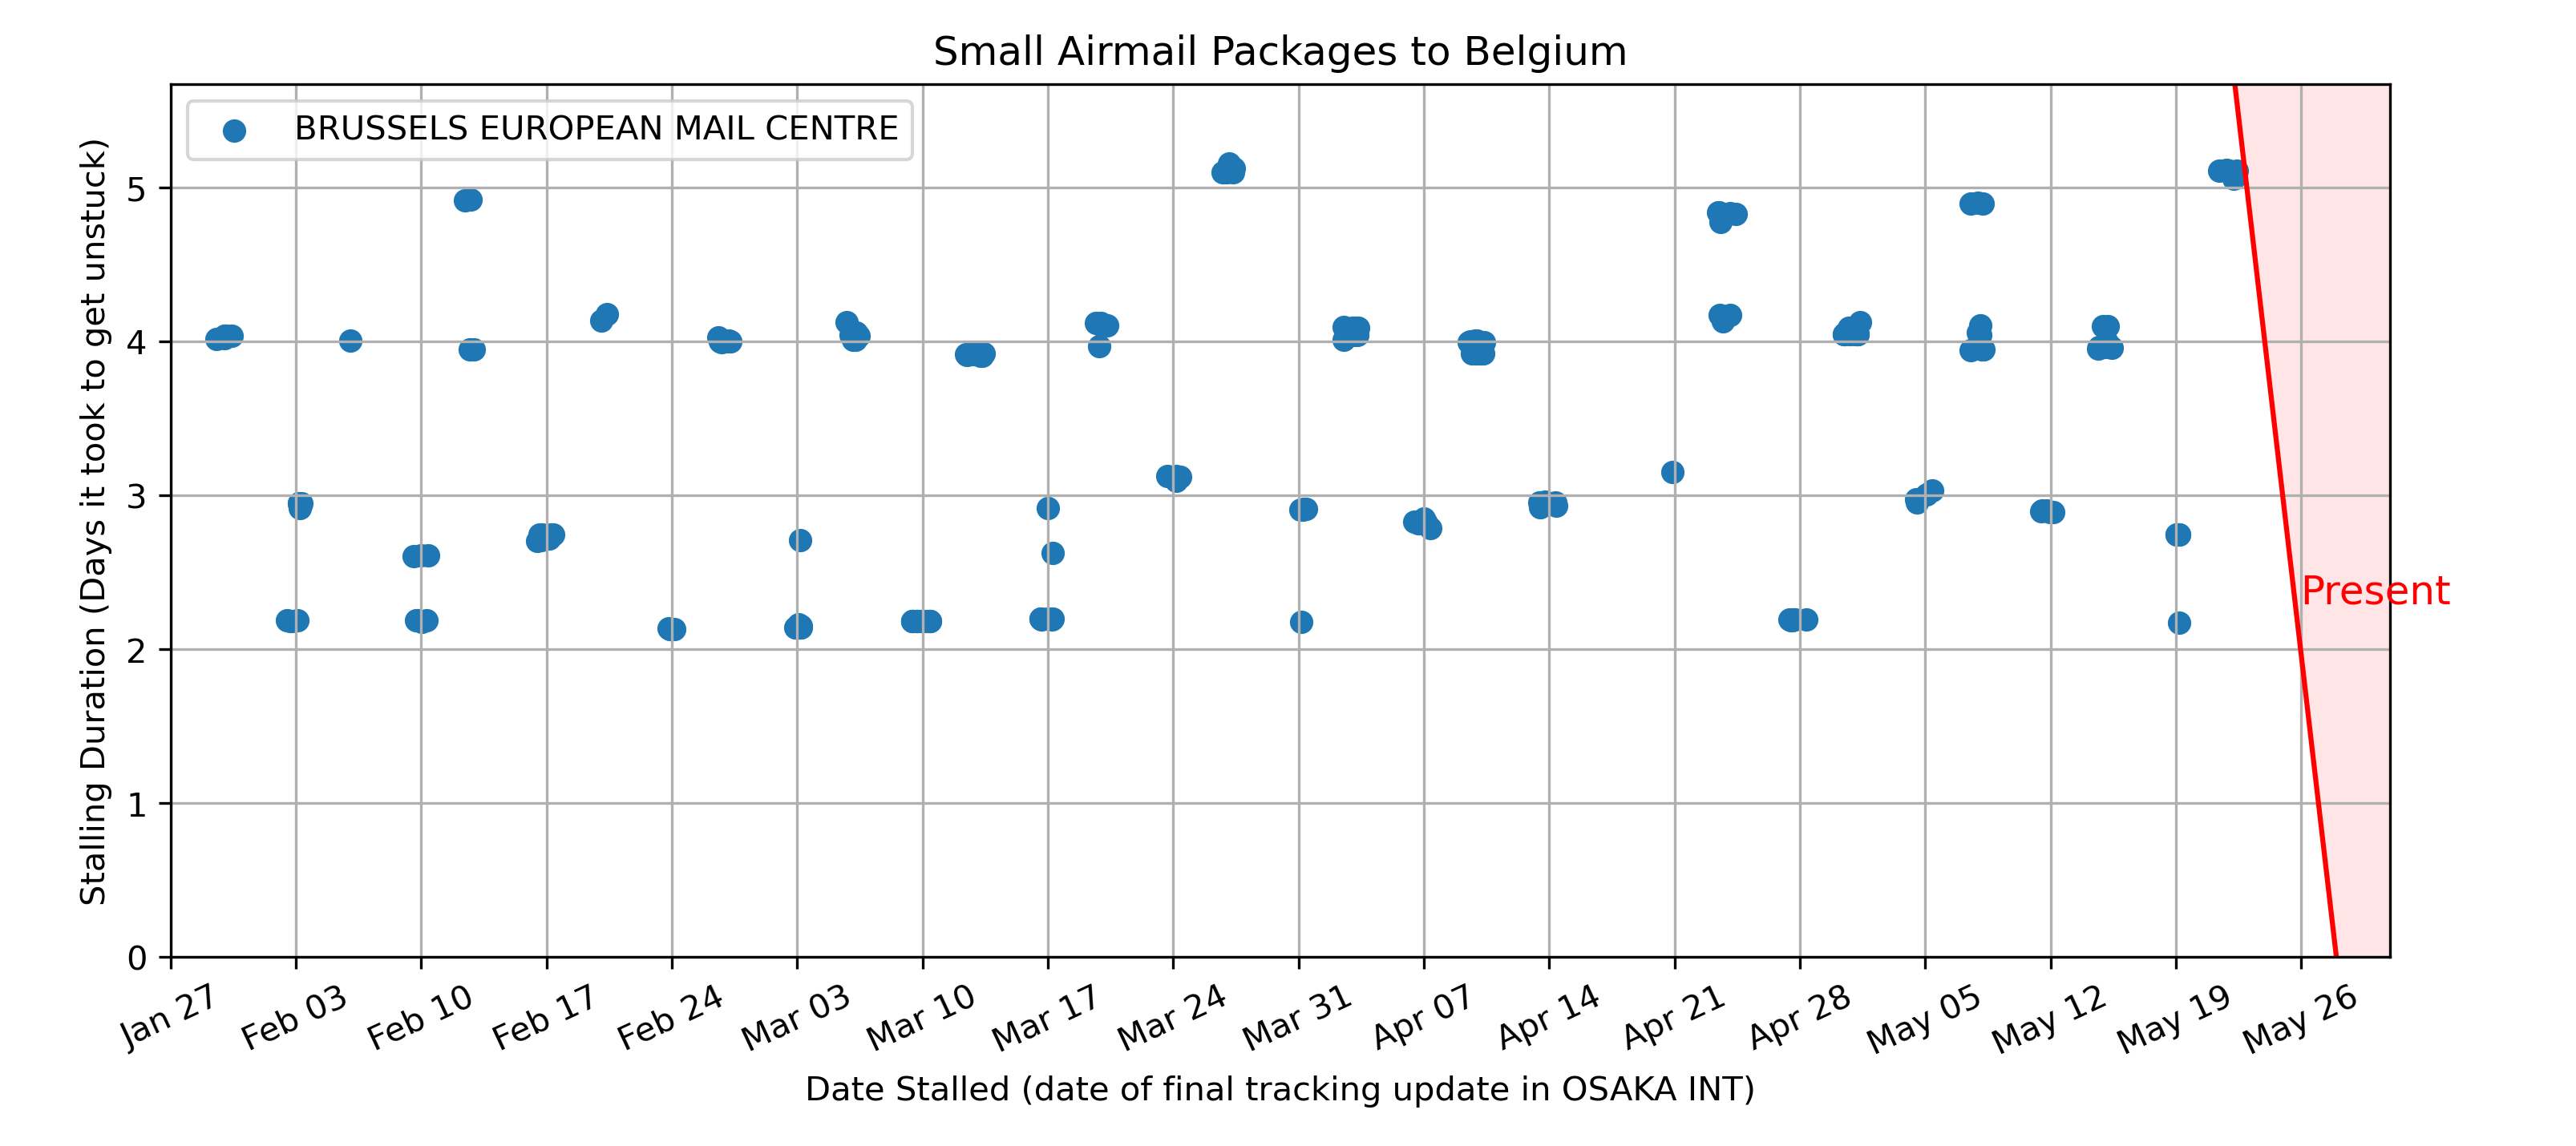 Small Airmail Packages to Belgium
BRUSSELS EUROPEAN MAIL CENTRE
Stalling Duration (Days it took to get unstuck)
5
4
3
2
1
0
Present
Jan 27
Feb 03
Feb 10
Feb 17
Feb 24
Mar 03
Mar 10
Mar 17
Mar 24
Mar 31
Apr 07
Apr 14
Apr 21
Apr 28
May 05
May 12
May 19
May 26
Date Stalled (date of final tracking update in OSAKA INT)